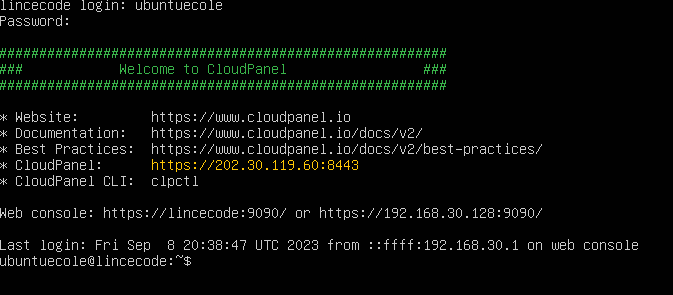 lincecode login: ubuntuecole
Password:
########################################################
### Welcome to CloudPanel ###
########################################################
* Website: https://www.cloudpanel.io
* Documentation: https://www.cloudpanel.io/docs/v2/
* Best Practices: https://www.cloudpanel.io/docs/v2/best-practices/
* CloudPanel: https://202.30.119.60:8443
* CloudPanel CLI: clpctl
Web console: https://lincecode:9090/ or https://192.168.30.128:9090/
Last login: Fri Sep  8 20:38:47 UTC 2023 from ::ffff:192.168.30.1 on web console
ubuntuecole@lincecode:~$